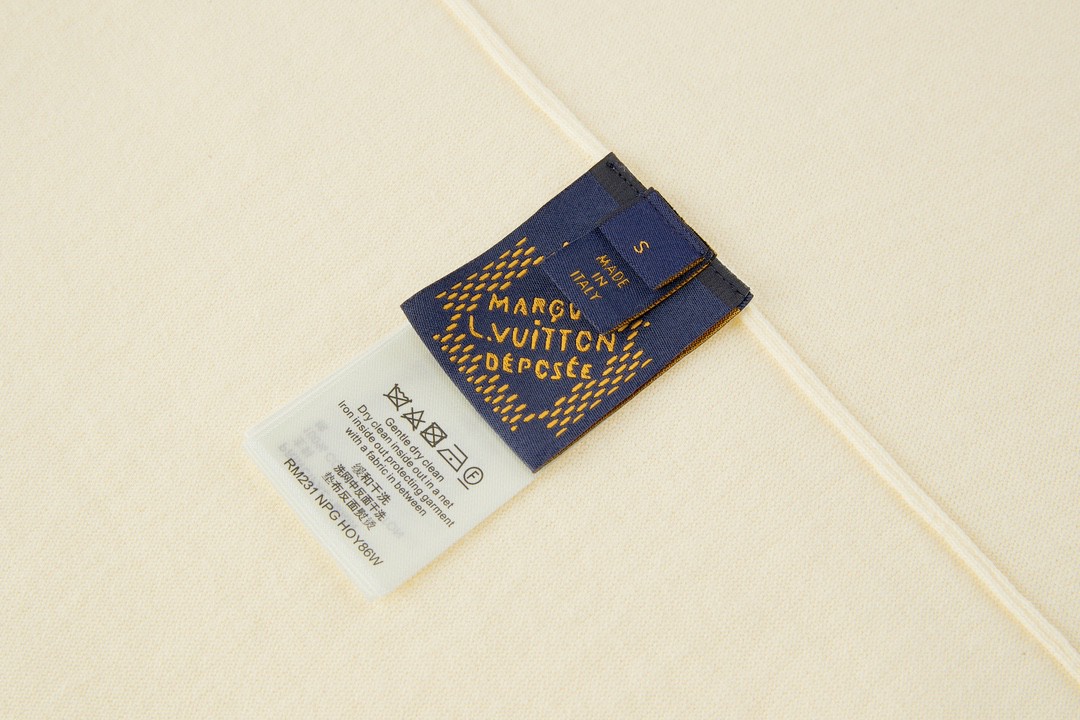 S
MADE
IN
ITALY
MARQU
L.VUiTTON
DÉPOSÉE
F
Gentle dry clean
Dry clean inside out in a net
Iron inside out protecting garment
with a fabric in between
缓和干洗
洗网中反面干洗
垫布反面熨烫
RM231 NPG HOY86W